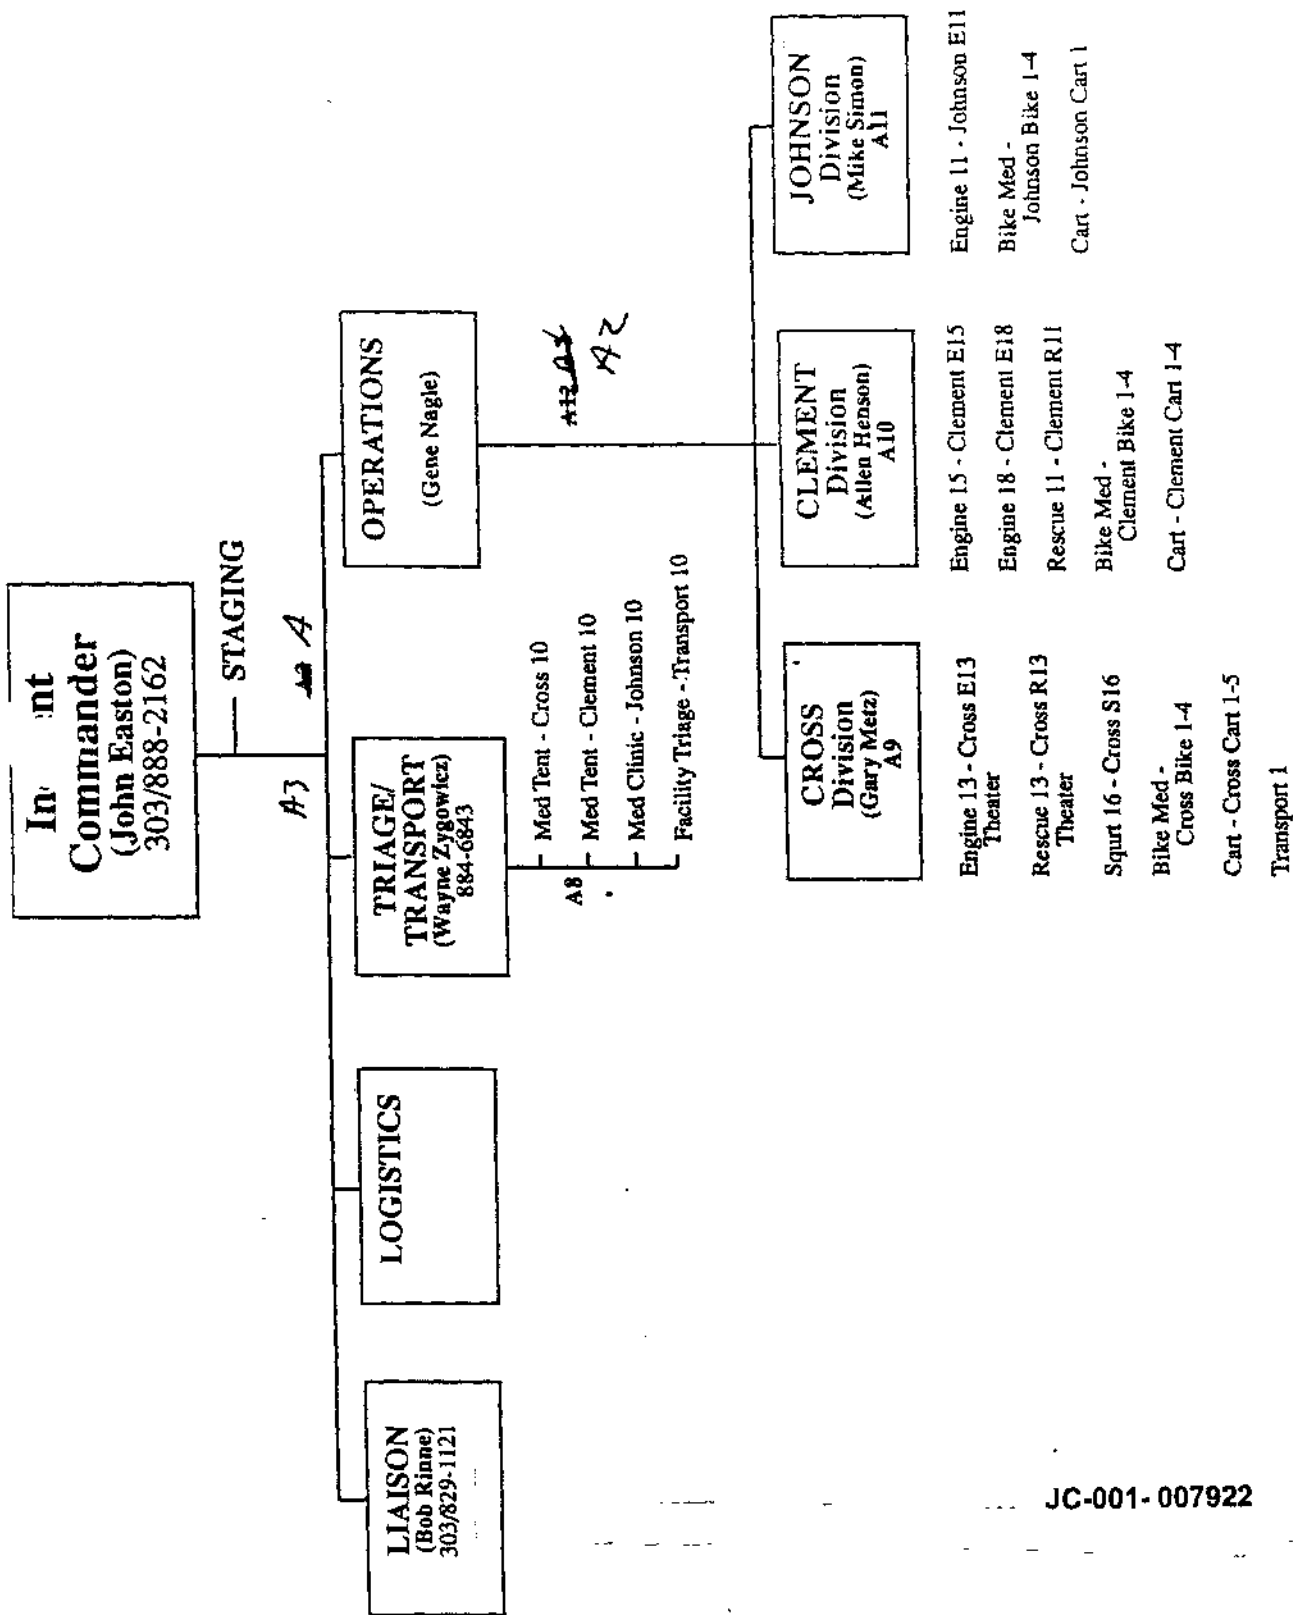 In nt
Commander
(John Easton)
303/888-2162
STAGING
A3
A
LIAISON
(Bob Rinne)
303/829-1121
LOGISTICS
TRIAGE/
TRANSPORT
(Wayne Zygowicz)
884-6843
A8
Med Tent - Cross 10
Med Tent - Clement 10
Med Clinic - Johnson 10
Facility Triage - Transport 10
OPERATIONS
(Gene Nagle)
A12
A2
CROSS
Division
(Gary Metz)
A9
Engine 13 - Cross E13
Theater
Rescue 13 - Cross R13
Theater
Squrt 16 - Cross S16
Bike Med -
Cross Bike 1-4
Cart - Cross Cart 1-5
Transport 1
CLEMENT
Division
(Allen Henson)
A10
Engine 15 - Clement E15
Engine 18 - Clement E18
Rescue 11 - Clement R11
Bike Med -
Clement Bike 1-4
Cart - Clement Cart 1-4
JOHNSON
Division
(Mike Simon)
A11
Engine 11 - Johnson E11
Bike Med -
Johnson Bike 1-4
Cart - Johnson Cart 1
JC-001- 007922